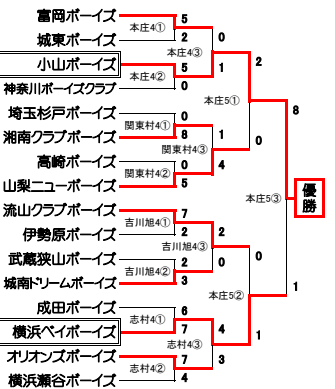 富岡ボーイズ 5
本庄4①
城東ボーイズ 2
本庄4③ 0
小山ボーイズ 5 1
本庄4②
神奈川ボーイズクラブ 0
本庄5① 2
埼玉杉戸ボーイズ 0
関東村4①
湘南クラブボーイズ 8
関東村4③ 1 0
高崎ボーイズ 0 4
関東村4②
山梨ニューボーイズ 5
本庄5③ 8
優勝
流山クラブボーイズ 7
吉川旭4①
伊勢原ボーイズ 2
吉川旭4③ 2
武蔵狭山ボーイズ 2 0
吉川旭4②
城南ドリームボーイズ 3
本庄5② 0
1
成田ボーイズ 6
志村4①
横浜ベイボーイズ 7
志村4③ 4 1
オリオンズボーイズ 7 3
志村4②
横浜瀬谷ボーイズ 4